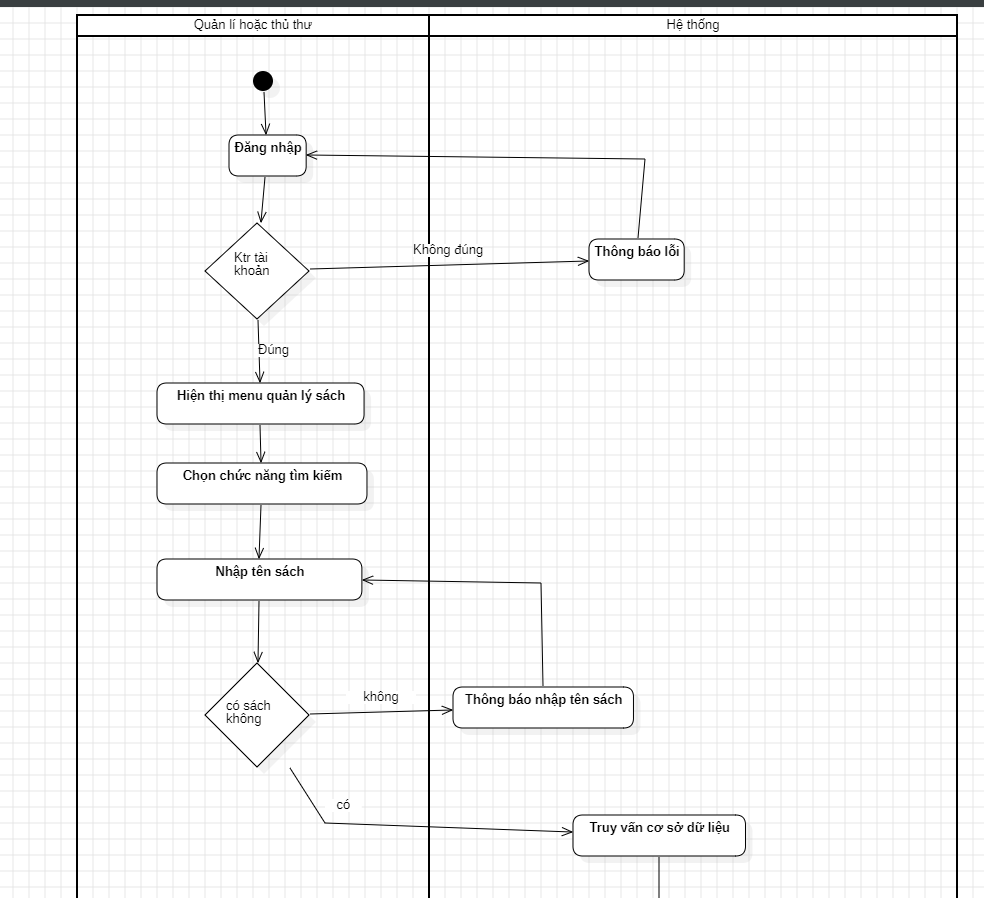 Quản lí hoặc thủ thư
Hệ thống
Đăng nhập
Ktr tài
khoản
Không đúng
Thông báo lỗi
Đúng
Hiện thị menu quản lý sách
Chọn chức năng tìm kiếm
Nhập tên sách
có sách
không
không
Thông báo nhập tên sách
có
Truy vấn cơ sở dữ liệu